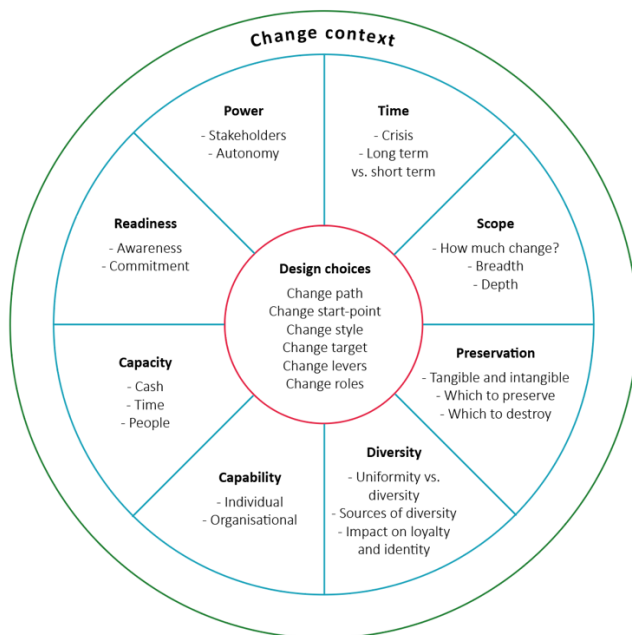 Change context
Power
- Stakeholders
- Autonomy
Time
- Crisis
- Long term
vs. short term
Scope
- How much change?
- Breadth
- Depth
Preservation
- Tangible and intangible
- Which to preserve
- Which to destroy
Diversity
- Uniformity vs.
diversity
- Sources of diversity
- Impact on loyalty
and identity
Capability
- Individual
- Organisational
Capacity
- Cash
- Time
- People
Readiness
- Awareness
- Commitment
Design choices
Change path
Change start-point
Change style
Change target
Change levers
Change roles